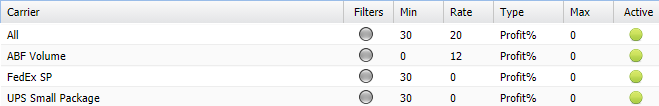 Carrier Filters Min Rate Type Max Active
All 30 20 Profit% 0
ABF Volume 0 12 Profit% 0
FedEx SP 30 0 Profit% 0
UPS Small Package 30 0 Profit% 0